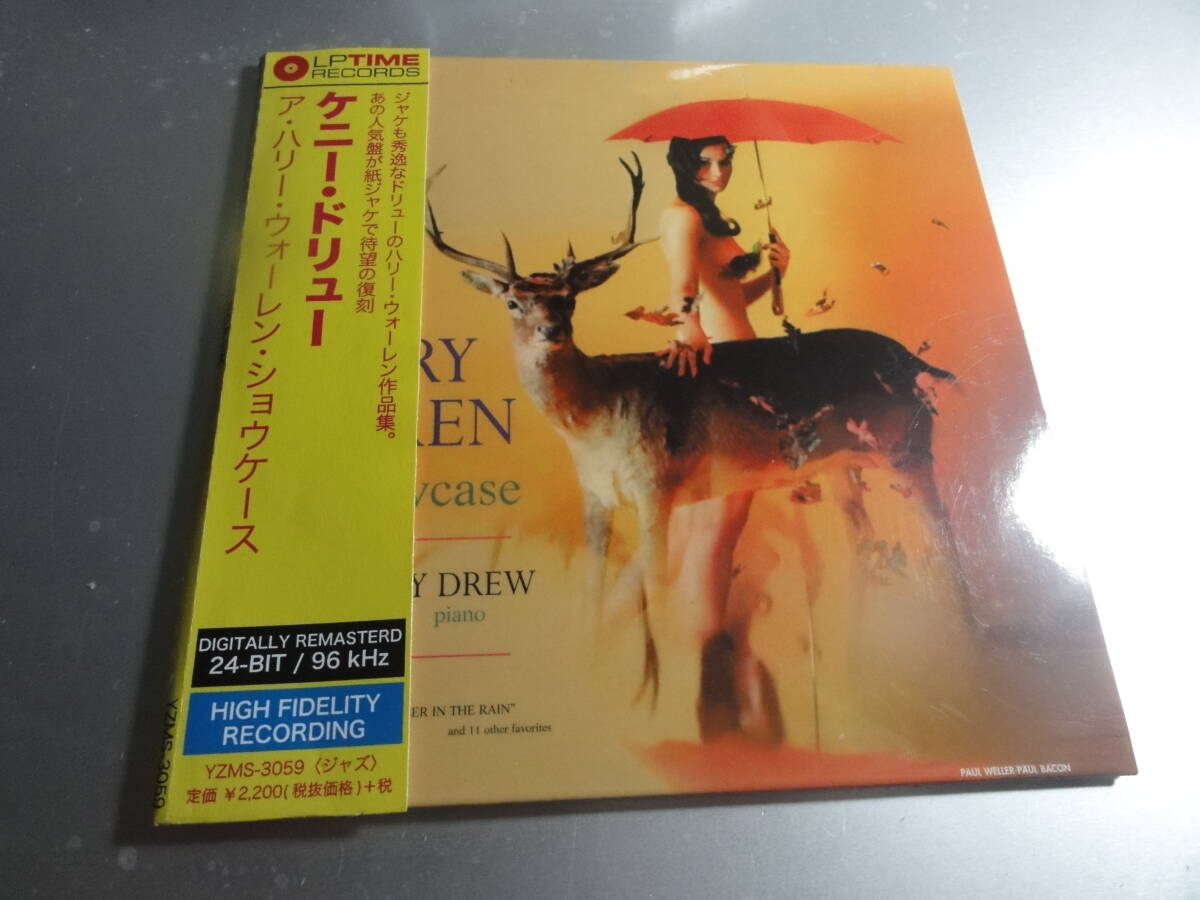 LPTIME
RECORDS
ジャケも秀逸なドリューのハリー・ウォーレン作品集。
あの人気盤が紙ジャケで待望の復刻
ケニー・ドリュー
ア・ハリー・ウォーレン・ショウケース
DIGITALLY REMASTERD
24-BIT / 96 kHz
HIGH FIDELITY
RECORDING
YZMS-3059〈ジャズ〉
定価 ¥2,200(税抜価格)+税
YZMS-3059
RY
REN
vcase
Y DREW
piano
ER IN THE RAIN”
and 11 other favorites
PAUL WELLER-PAUL BACON